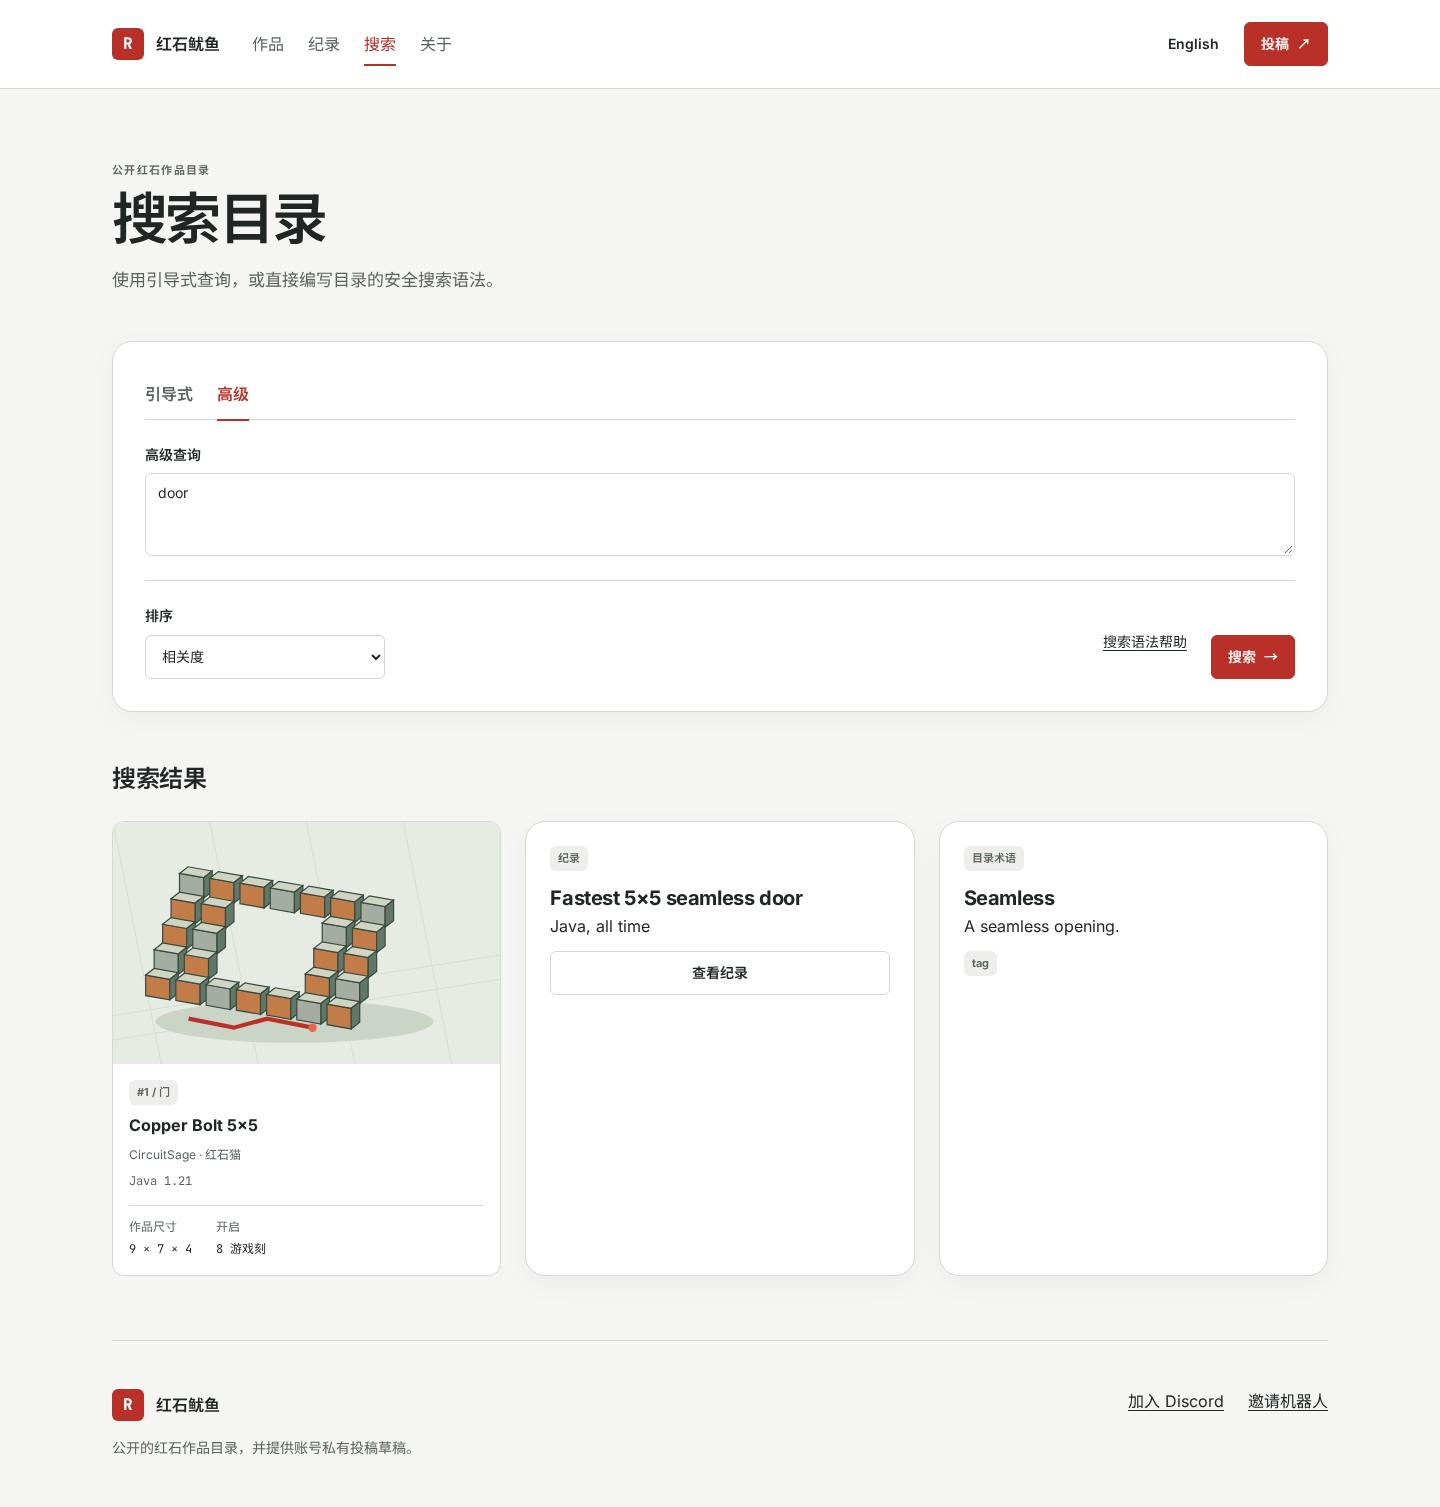 R 红石鱿鱼 作品 纪录 搜索 关于 English 投稿 ↗
公开红石作品目录
搜索目录
使用引导式查询，或直接编写目录的安全搜索语法。
引导式 高级
高级查询
door
排序
相关度 搜索语法帮助 搜索 →
搜索结果
#1 / 门
Copper Bolt 5×5
CircuitSage · 红石猫
Java 1.21
作品尺寸 开启
9 × 7 × 4 8 游戏刻
纪录
Fastest 5×5 seamless door
Java, all time
查看纪录
目录术语
Seamless
A seamless opening.
tag
R 红石鱿鱼 加入 Discord 邀请机器人
公开的红石作品目录，并提供账号私有投稿草稿。